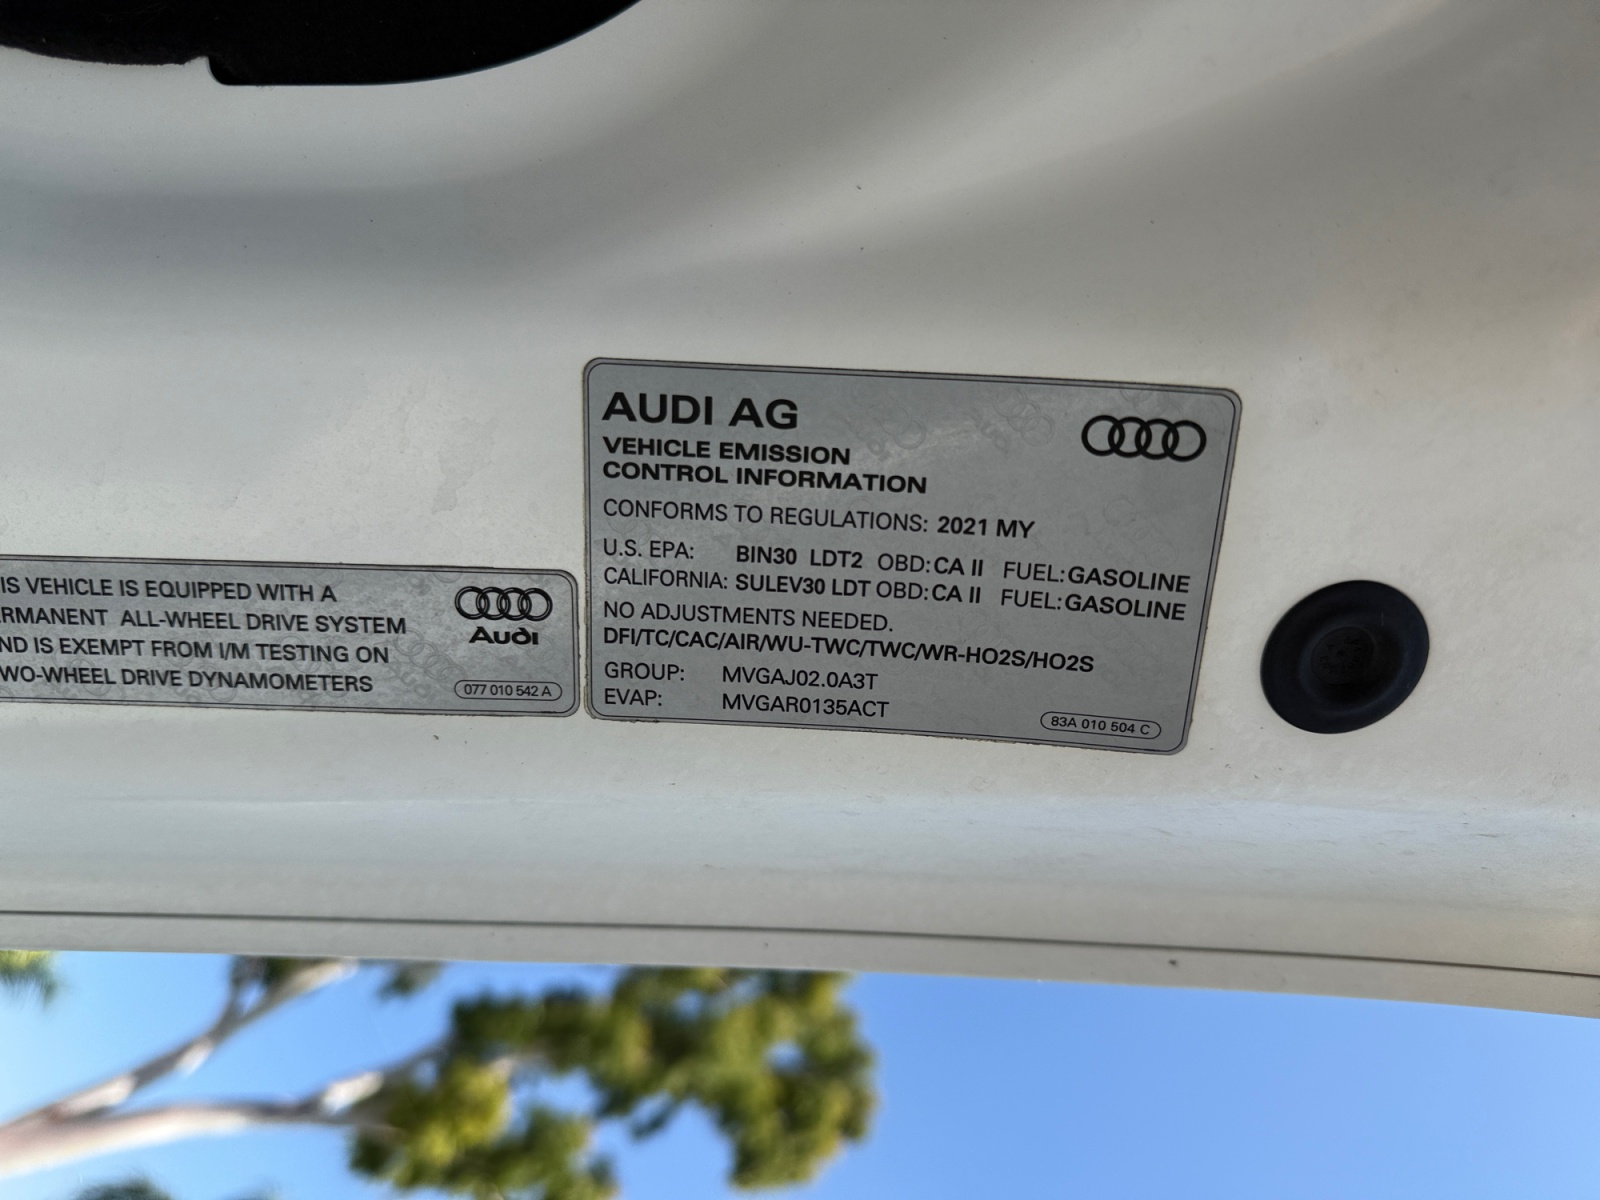 IS VEHICLE IS EQUIPPED WITH A
RMANENT ALL-WHEEL DRIVE SYSTEM
ND IS EXEMPT FROM I/M TESTING ON
WO-WHEEL DRIVE DYNAMOMETERS
Audi
077 010 542 A
AUDI AG
VEHICLE EMISSION
CONTROL INFORMATION
CONFORMS TO REGULATIONS: 2021 MY
U.S. EPA: BIN30 LDT2 OBD: CA II FUEL: GASOLINE
CALIFORNIA: SULEV30 LDT OBD: CA II FUEL: GASOLINE
NO ADJUSTMENTS NEEDED.
DFI/TC/CAC/AIR/WU-TWC/TWC/WR-HO2S/HO2S
GROUP: MVGAJ02.0A3T
EVAP: MVGAR0135ACT
83A 010 504 C